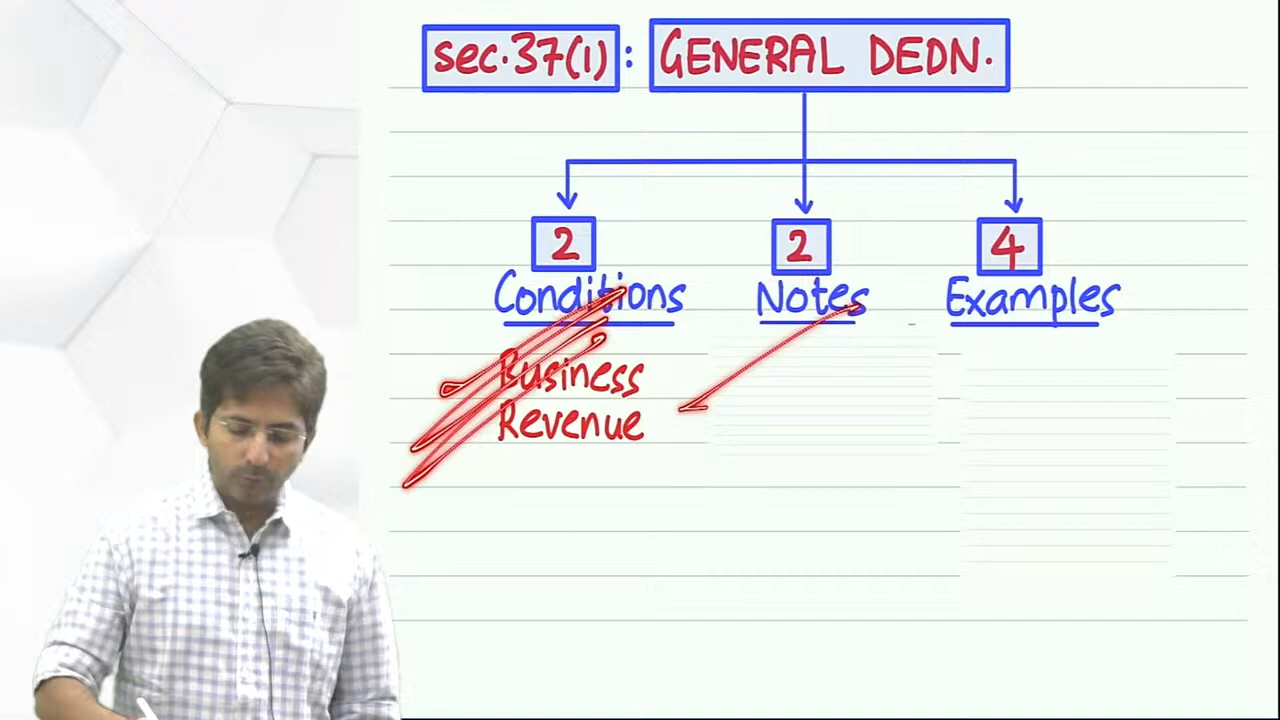 sec.37(1): GENERAL DEDN.
2 2 4
Conditions Notes Examples
Business
Revenue